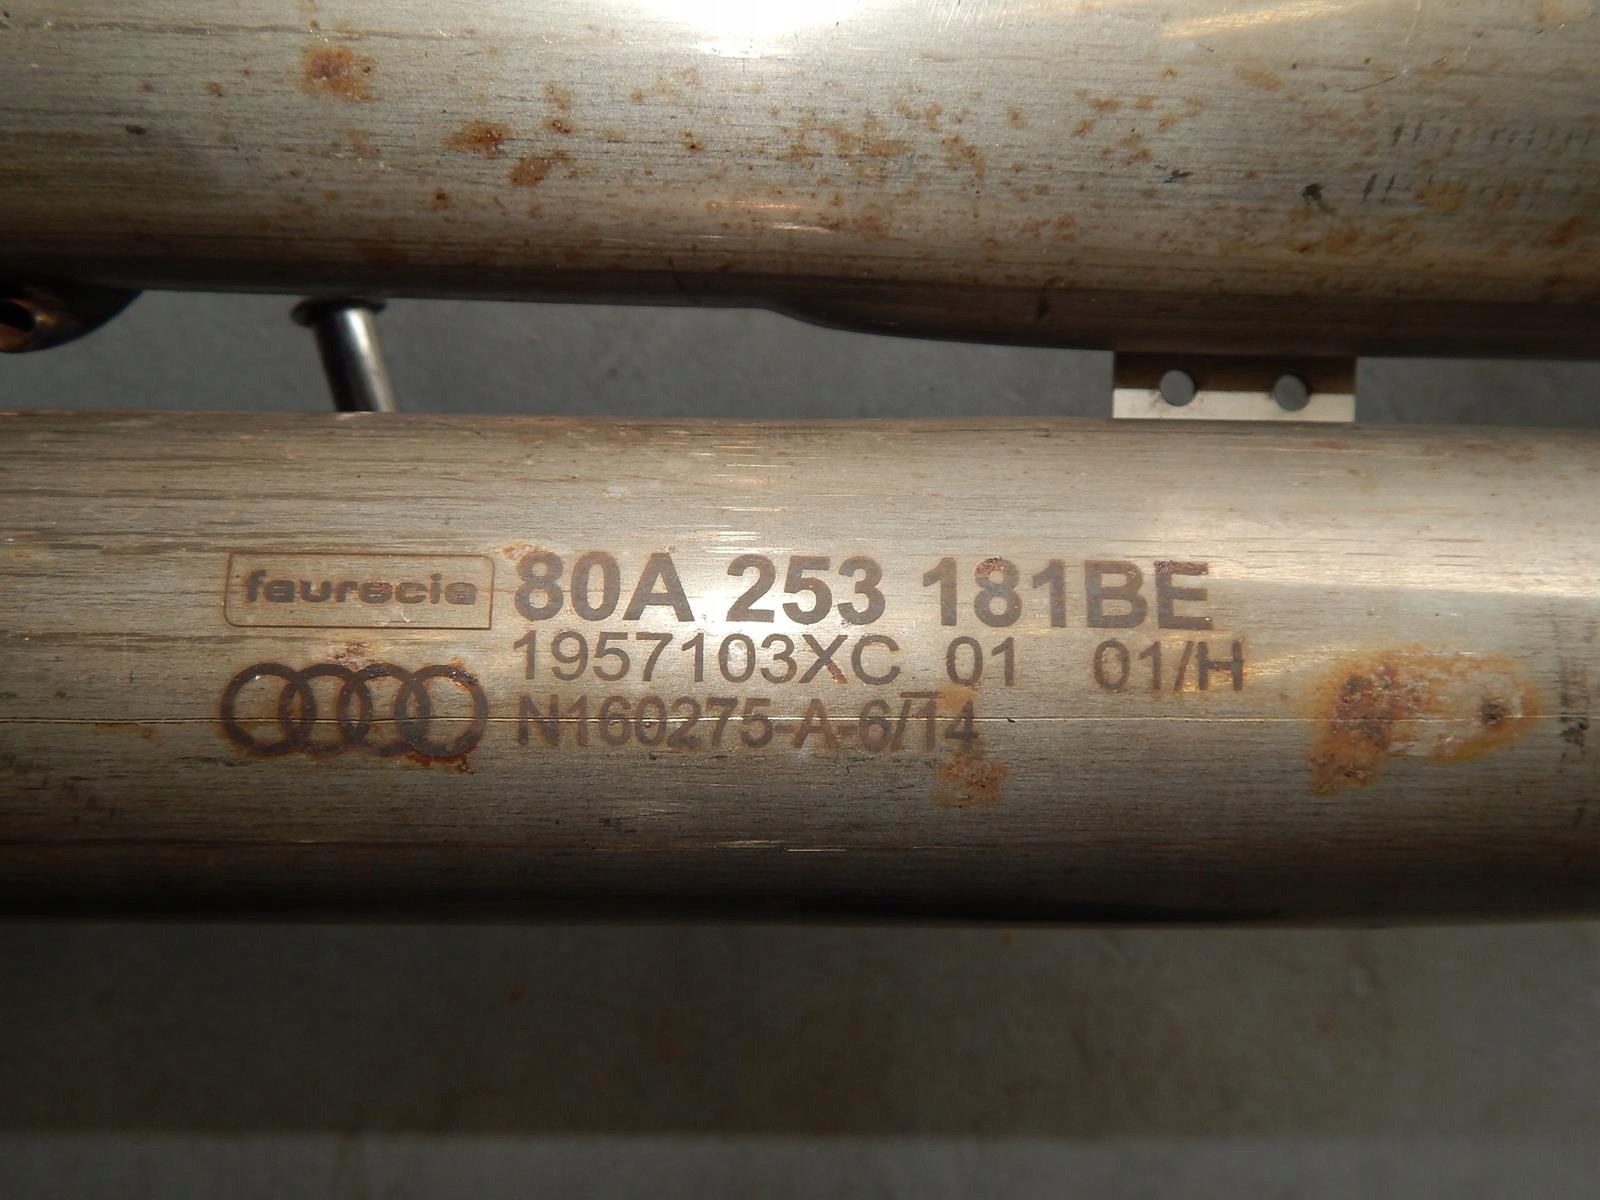 faurecia 80A 253 181BE
1957103XC 01 01/H
N160275-A-6/14